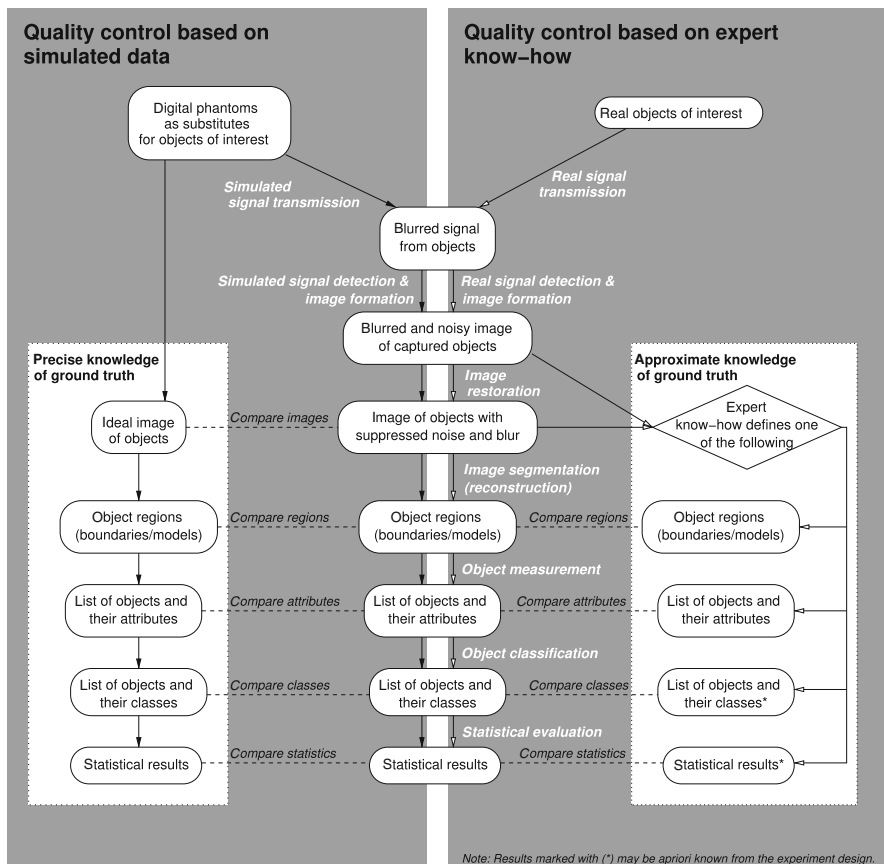 Quality control based on
simulated data
Quality control based on expert
know–how
Digital phantoms
as substitutes
for objects of interest
Real objects of interest
Simulated
signal transmission
Real signal
transmission
Blurred signal
from objects
Simulated signal detection &
image formation
Real signal detection &
image formation
Blurred and noisy image
of captured objects
Precise knowledge
of ground truth
Approximate knowledge
of ground truth
Image
restoration
Ideal image
of objects
Compare images
Image of objects with
suppressed noise and blur
Expert
know–how defines one
of the following
Image segmentation
(reconstruction)
Object regions
(boundaries/models)
Compare regions
Object regions
(boundaries/models)
Compare regions
Object regions
(boundaries/models)
Object measurement
List of objects and
their attributes
Compare attributes
List of objects and
their attributes
Compare attributes
List of objects and
their attributes
Object classification
List of objects and
their classes
Compare classes
List of objects and
their classes
Compare classes
List of objects and
their classes*
Statistical evaluation
Statistical results
Compare statistics
Statistical results
Compare statistics
Statistical results*
Note: Results marked with (*) may be apriori known from the experiment design.